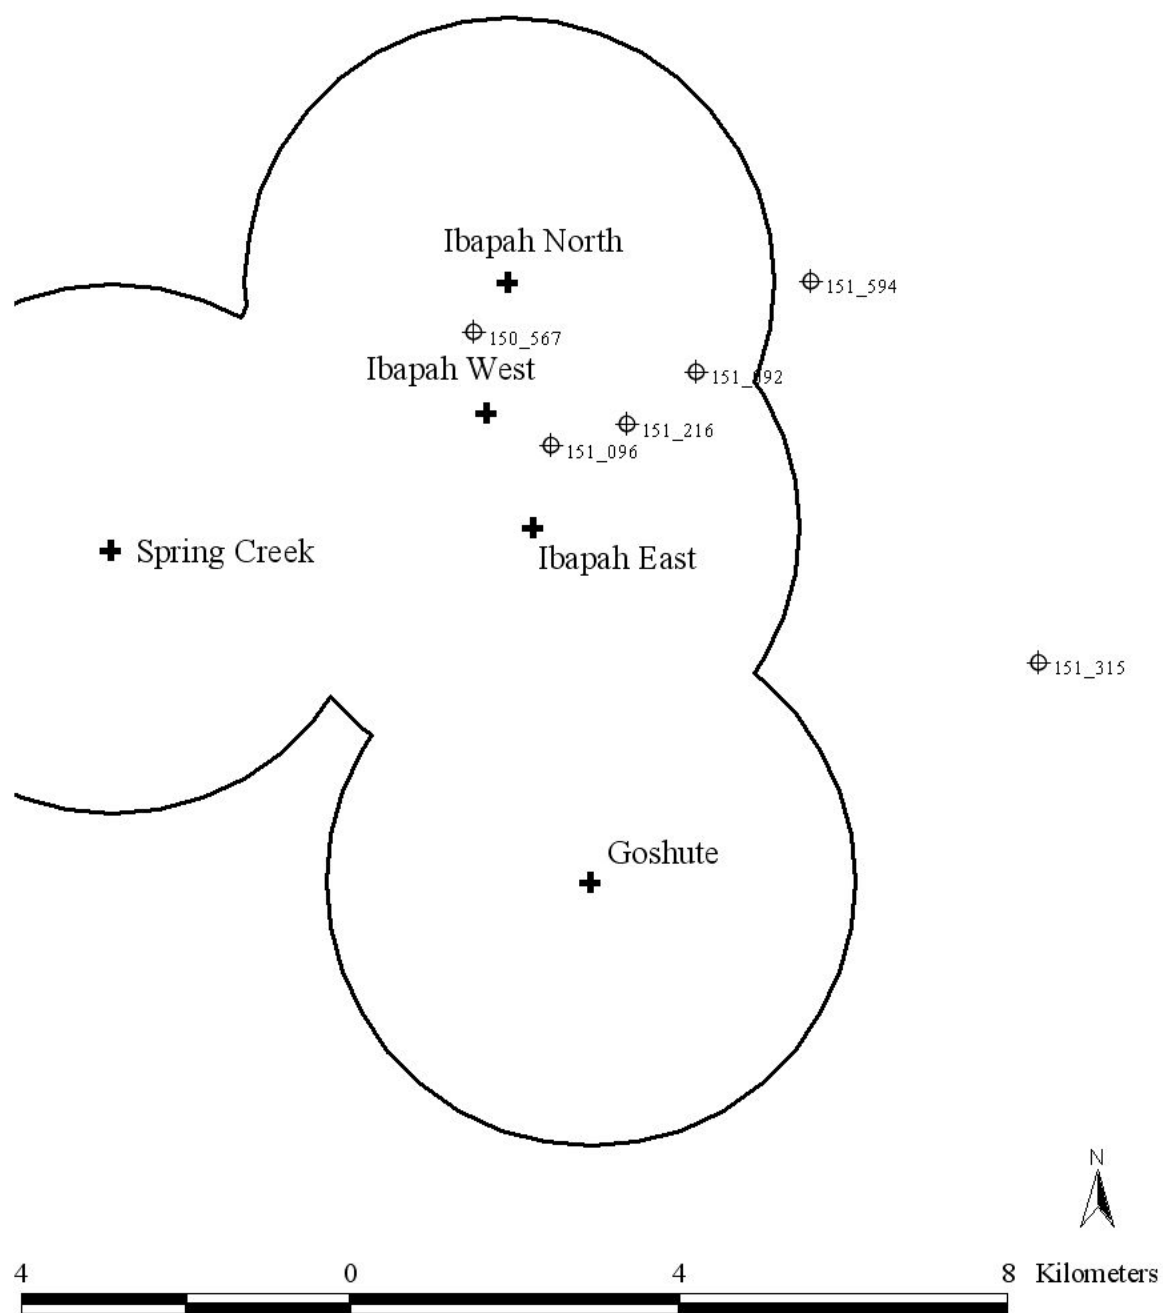 Ibapah North
151_594
150_567
Ibapah West
151_092
151_216
151_096
Spring Creek
Ibapah East
151_315
Goshute
N
4 0 4 8 Kilometers